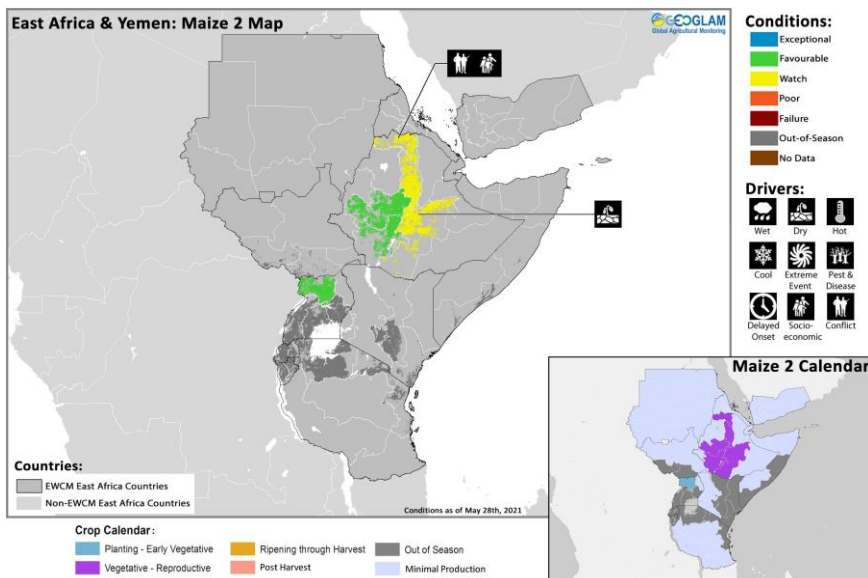 East Africa & Yemen: Maize 2 Map
GEOGLAM
Global Agricultural Monitoring
Conditions:
Exceptional
Favourable
Watch
Poor
Failure
Out-of-Season
No Data
Drivers:
Wet
Dry
Hot
Cool
Extreme Event
Pest & Disease
Delayed Onset
Socio-economic
Conflict
Maize 2 Calendar
Countries:
EWCM East Africa Countries
Non-EWCM East Africa Countries
Conditions as of May 28th, 2021
Crop Calendar:
Planting - Early Vegetative
Ripening through Harvest
Out of Season
Vegetative - Reproductive
Post Harvest
Minimal Production